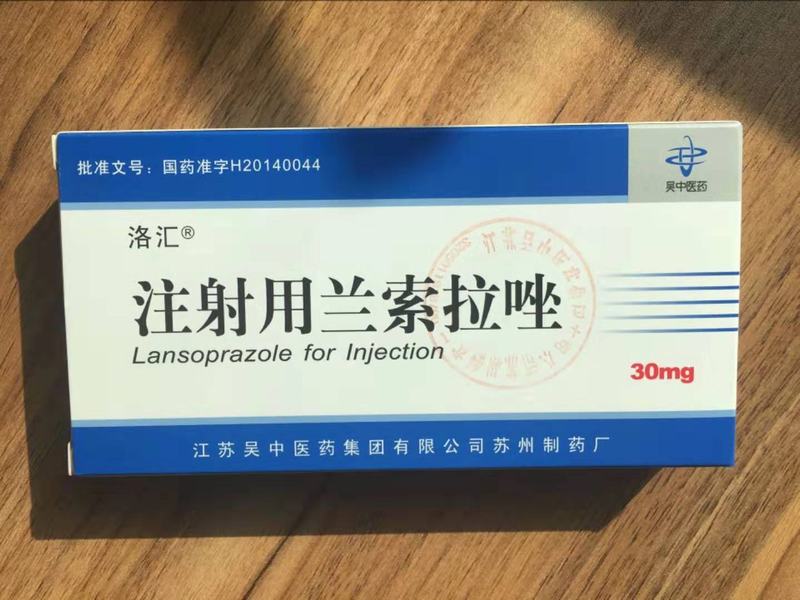 批准文号：国药准字H20140044
吴中医药
洛汇®
注射用兰索拉唑
Lansoprazole for Injection
30mg
江苏吴中医药集团有限公司苏州制药厂